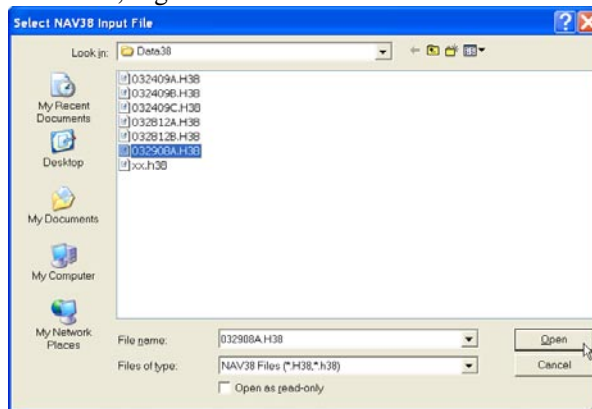 Select NAV38 Input File
Look in:
Data38
032409A.H38
032409B.H38
032409C.H38
032812A.H38
032812B.H38
032908A.H38
xx.h38
My Recent
Documents
Desktop
My Documents
My Computer
My Network
Places
File name:
032908A.H38
Open
Files of type:
NAV38 Files (*.H38,*.h38)
Cancel
Open as read-only